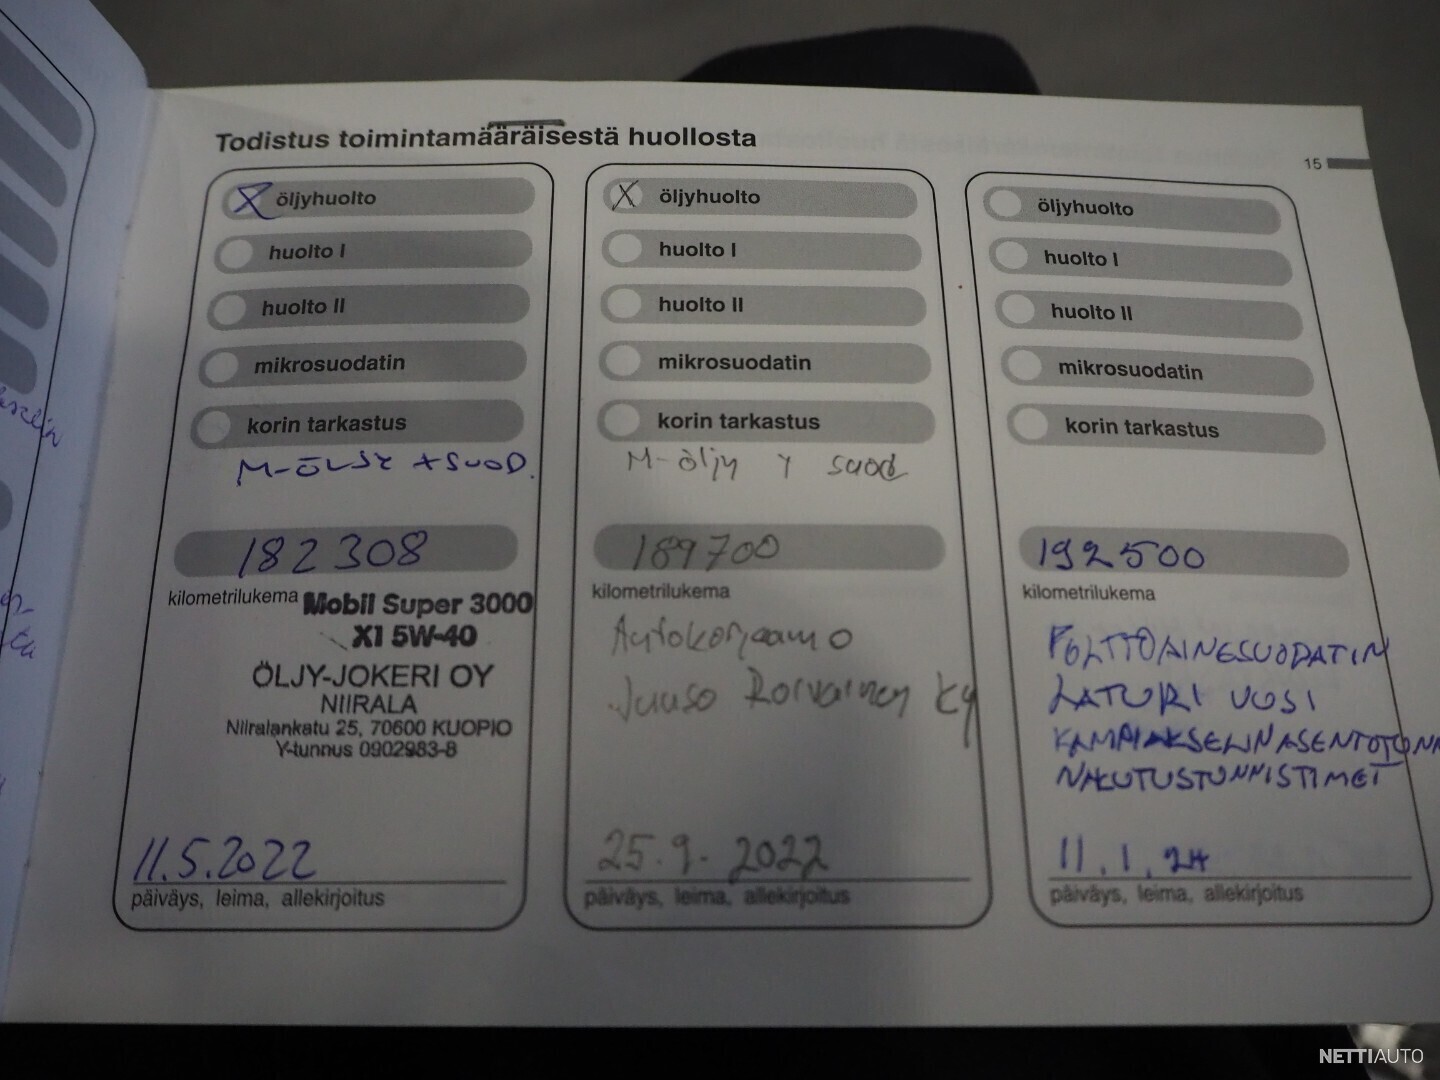 Todistus toimintamääräisestä huollosta
15
X öljyhuolto
huolto I
huolto II
mikrosuodatin
korin tarkastus
M-ÖLJY + SUOD.
182308
kilometrilukema
Mobil Super 3000
X1 5W-40
ÖLJY-JOKERI OY
NIIRALA
Niiralankatu 25, 70600 KUOPIO
Y-tunnus 0902983-8
11.5.2022
päiväys, leima, allekirjoitus
X öljyhuolto
huolto I
huolto II
mikrosuodatin
korin tarkastus
M-öljy + suod
189700
kilometrilukema
Autokorjaamo
Juuso Roivainen Ky
25.9.2022
päiväys, leima, allekirjoitus
öljyhuolto
huolto I
huolto II
mikrosuodatin
korin tarkastus
192500
kilometrilukema
POLTTOAINESUODATIN
LATURI UUSI
KAMPIAKSELINASENTOTUNN
NAKUTUSTUNNISTIMET
11.1.24
päiväys, leima, allekirjoitus
NETTIAUTO